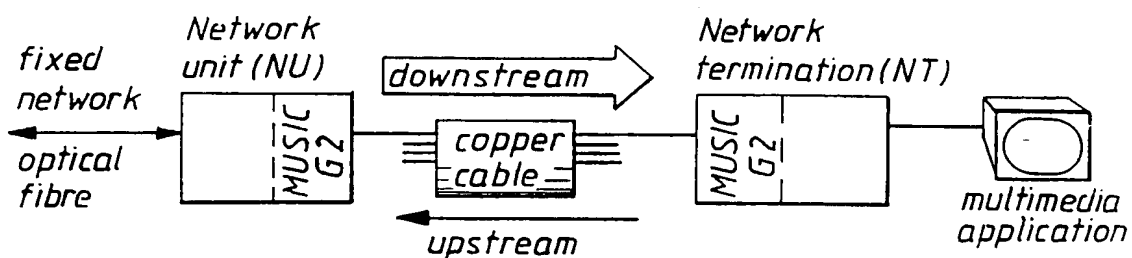 fixed
network
optical
fibre
Network
unit (NU)
MUSIC
G2
downstream
copper
cable
upstream
Network
termination (NT)
MUSIC
G2
multimedia
application